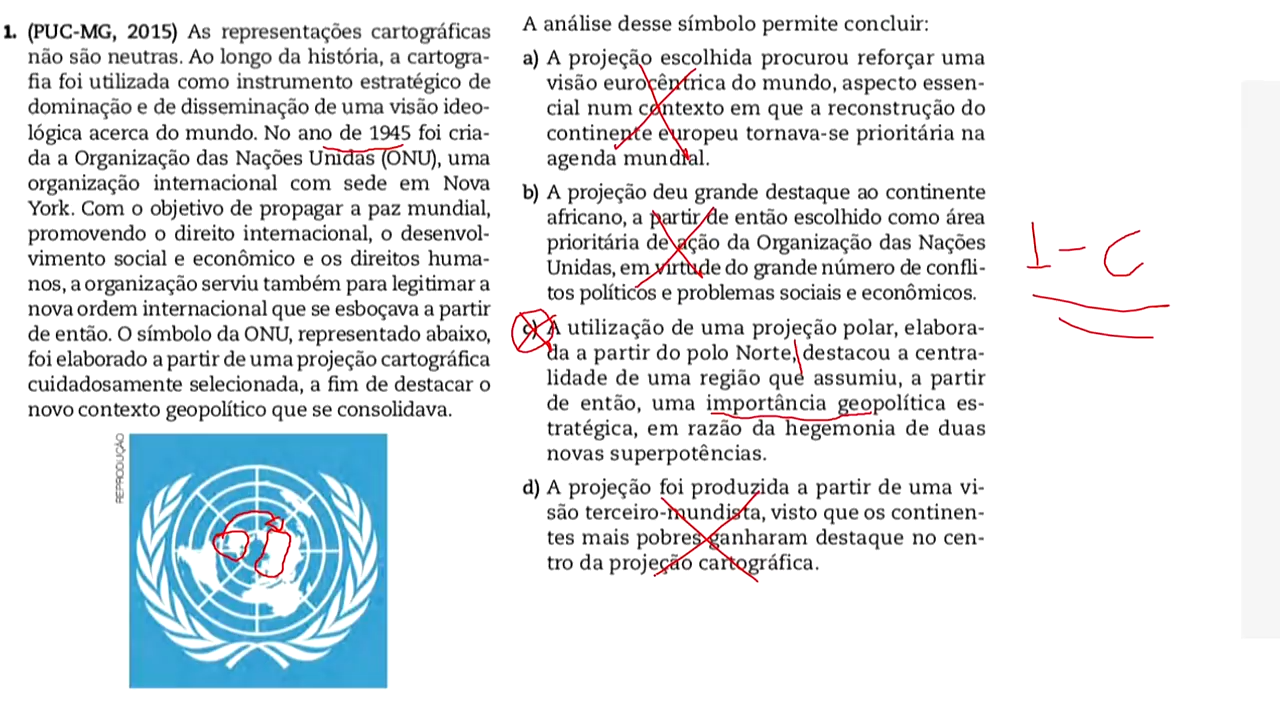 1. (PUC-MG, 2015) As representações cartográficas
não são neutras. Ao longo da história, a cartogra-
fia foi utilizada como instrumento estratégico de
dominação e de disseminação de uma visão ideo-
lógica acerca do mundo. No ano de 1945 foi cria-
da a Organização das Nações Unidas (ONU), uma
organização internacional com sede em Nova
York. Com o objetivo de propagar a paz mundial,
promovendo o direito internacional, o desenvol-
vimento social e econômico e os direitos huma-
nos, a organização serviu também para legitimar a
nova ordem internacional que se esboçava a partir
de então. O símbolo da ONU, representado abaixo,
foi elaborado a partir de uma projeção cartográfica
cuidadosamente selecionada, a fim de destacar o
novo contexto geopolítico que se consolidava.
REPRODUÇÃO
A análise desse símbolo permite concluir:
a) A projeção escolhida procurou reforçar uma
visão eurocêntrica do mundo, aspecto essen-
cial num contexto em que a reconstrução do
continente europeu tornava-se prioritária na
agenda mundial.
b) A projeção deu grande destaque ao continente
africano, a partir de então escolhido como área
prioritária de ação da Organização das Nações
Unidas, em virtude do grande número de confli-
tos políticos e problemas sociais e econômicos.
c) A utilização de uma projeção polar, elabora-
da a partir do polo Norte, destacou a centra-
lidade de uma região que assumiu, a partir
de então, uma importância geopolítica es-
tratégica, em razão da hegemonia de duas
novas superpotências.
d) A projeção foi produzida a partir de uma vi-
são terceiro-mundista, visto que os continen-
tes mais pobres ganharam destaque no cen-
tro da projeção cartográfica.
1-C